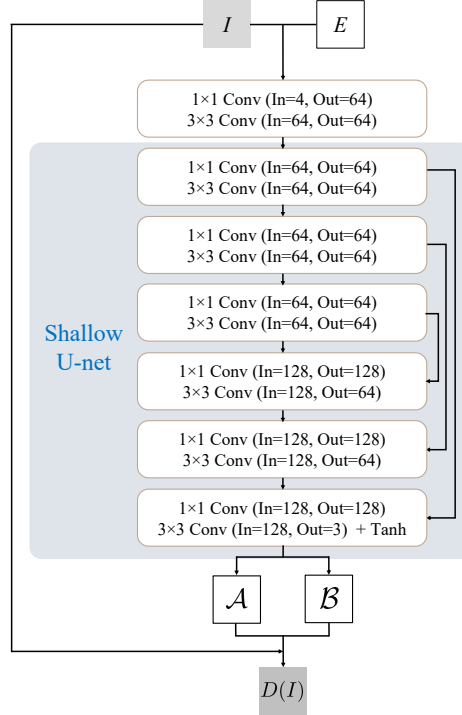 I
E
1×1 Conv (In=4, Out=64)
3×3 Conv (In=64, Out=64)
1×1 Conv (In=64, Out=64)
3×3 Conv (In=64, Out=64)
1×1 Conv (In=64, Out=64)
3×3 Conv (In=64, Out=64)
1×1 Conv (In=64, Out=64)
3×3 Conv (In=64, Out=64)
Shallow
U-net
1×1 Conv (In=128, Out=128)
3×3 Conv (In=128, Out=64)
1×1 Conv (In=128, Out=128)
3×3 Conv (In=128, Out=64)
1×1 Conv (In=128, Out=128)
3×3 Conv (In=128, Out=3) + Tanh
𝒜
ℬ
D(I)